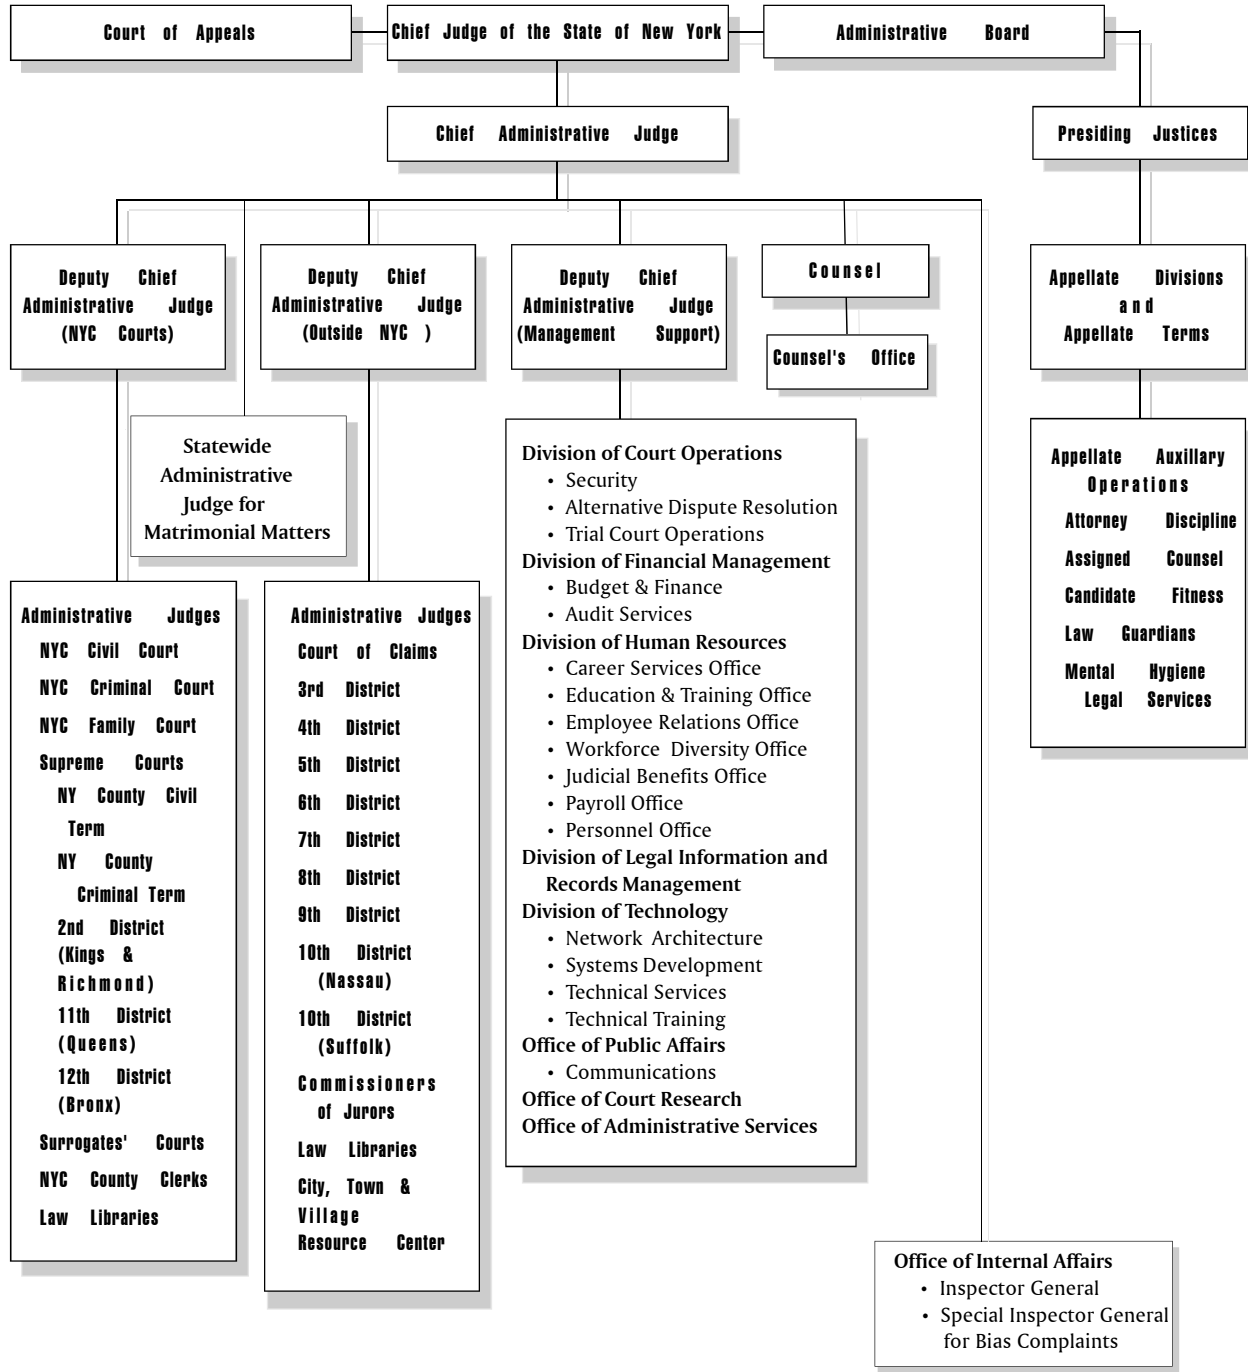 Court of Appeals
Chief Judge of the State of New York
Administrative Board
Chief Administrative Judge
Presiding Justices
Deputy Chief
Administrative Judge
(NYC Courts)
Deputy Chief
Administrative Judge
(Outside NYC )
Deputy Chief
Administrative Judge
(Management Support)
Counsel
Counsel's Office
Appellate Divisions
and
Appellate Terms
Statewide
Administrative
Judge for
Matrimonial Matters
Administrative Judges
NYC Civil Court
NYC Criminal Court
NYC Family Court
Supreme Courts
NY County Civil
Term
NY County
Criminal Term
2nd District
(Kings &
Richmond)
11th District
(Queens)
12th District
(Bronx)
Surrogates' Courts
NYC County Clerks
Law Libraries
Administrative Judges
Court of Claims
3rd District
4th District
5th District
6th District
7th District
8th District
9th District
10th District
(Nassau)
10th District
(Suffolk)
Commissioners
of Jurors
Law Libraries
City, Town &
Village
Resource Center
Division of Court Operations
• Security
• Alternative Dispute Resolution
• Trial Court Operations
Division of Financial Management
• Budget & Finance
• Audit Services
Division of Human Resources
• Career Services Office
• Education & Training Office
• Employee Relations Office
• Workforce Diversity Office
• Judicial Benefits Office
• Payroll Office
• Personnel Office
Division of Legal Information and
Records Management
Division of Technology
• Network Architecture
• Systems Development
• Technical Services
• Technical Training
Office of Public Affairs
• Communications
Office of Court Research
Office of Administrative Services
Appellate Auxillary
Operations
Attorney Discipline
Assigned Counsel
Candidate Fitness
Law Guardians
Mental Hygiene
Legal Services
Office of Internal Affairs
• Inspector General
• Special Inspector General
for Bias Complaints